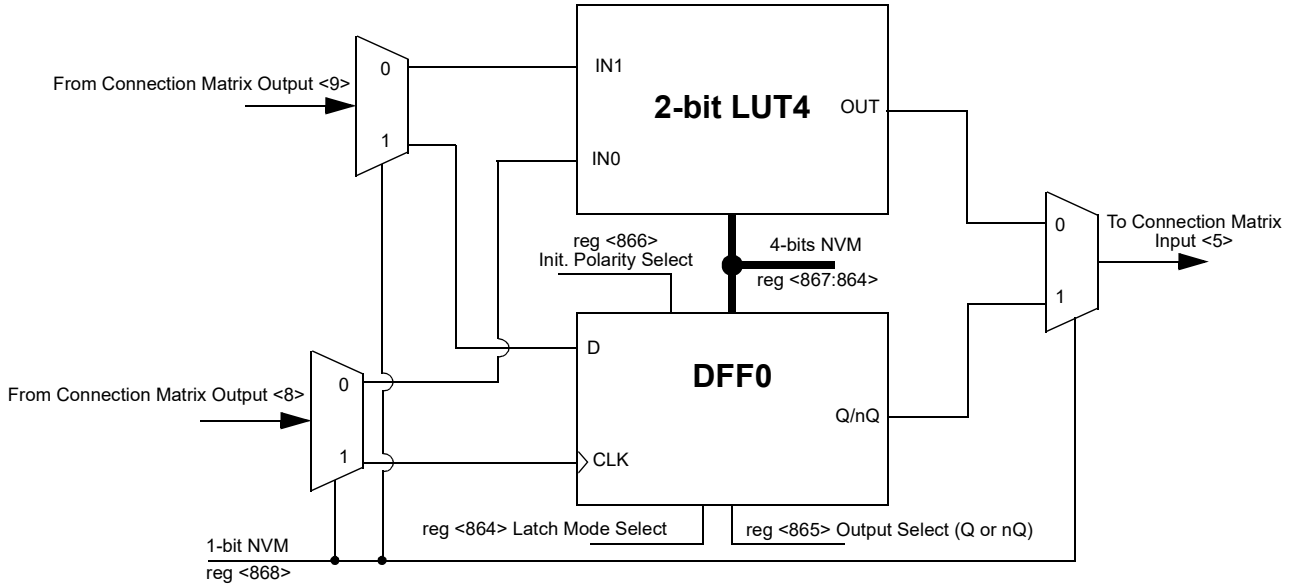 From Connection Matrix Output <9>
0
1
IN1
IN0
2-bit LUT4
OUT
reg <866>
Init. Polarity Select
4-bits NVM
reg <867:864>
0
1
To Connection Matrix
Input <5>
From Connection Matrix Output <8>
0
1
D
CLK
DFF0
Q/nQ
reg <864> Latch Mode Select
reg <865> Output Select (Q or nQ)
1-bit NVM
reg <868>